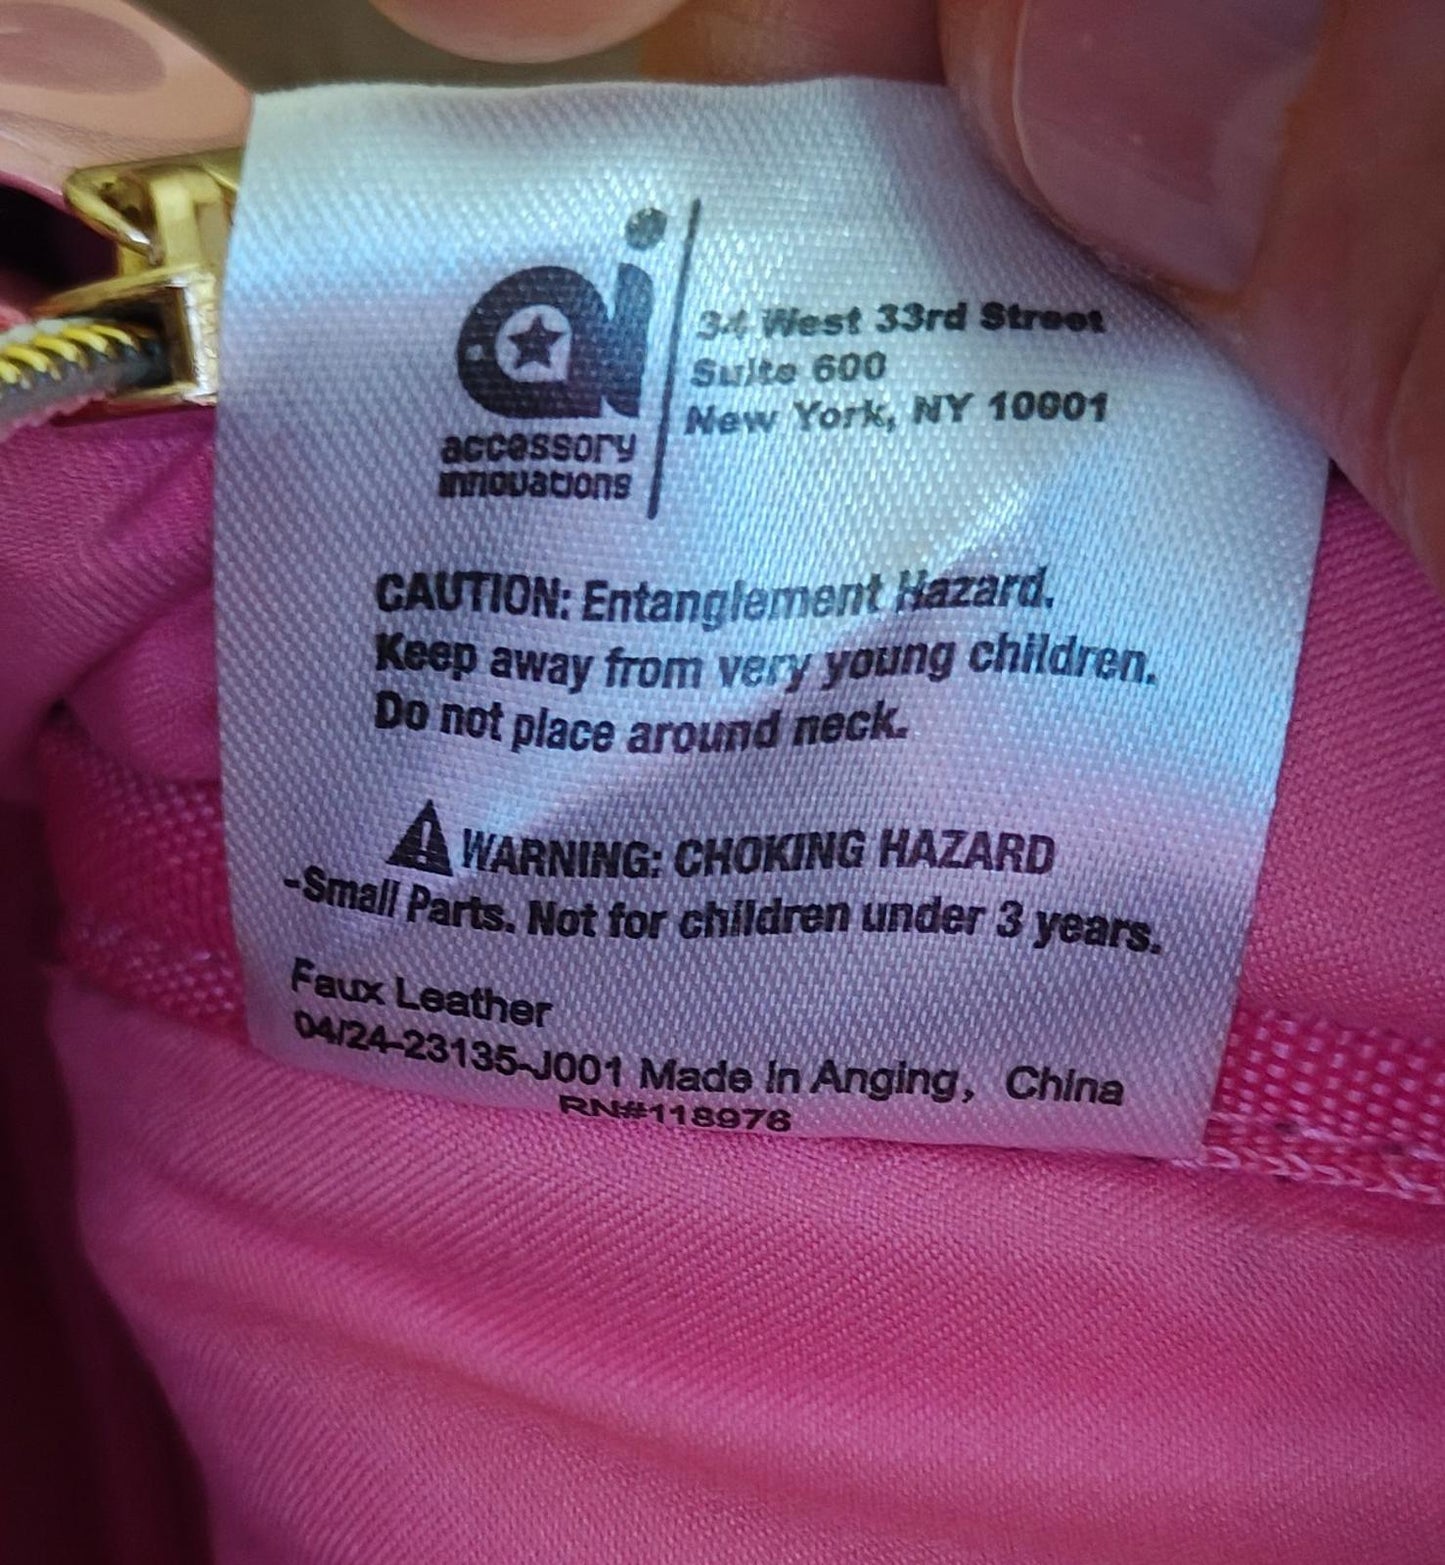 ai
accessory
innovations
34 West 33rd Street
Suite 600
New York, NY 10001
CAUTION: Entanglement Hazard.
Keep away from very young children.
Do not place around neck.
WARNING: CHOKING HAZARD
-Small Parts. Not for children under 3 years.
Faux Leather
04/24-23135-J001 Made in Anging, China
RN#118976